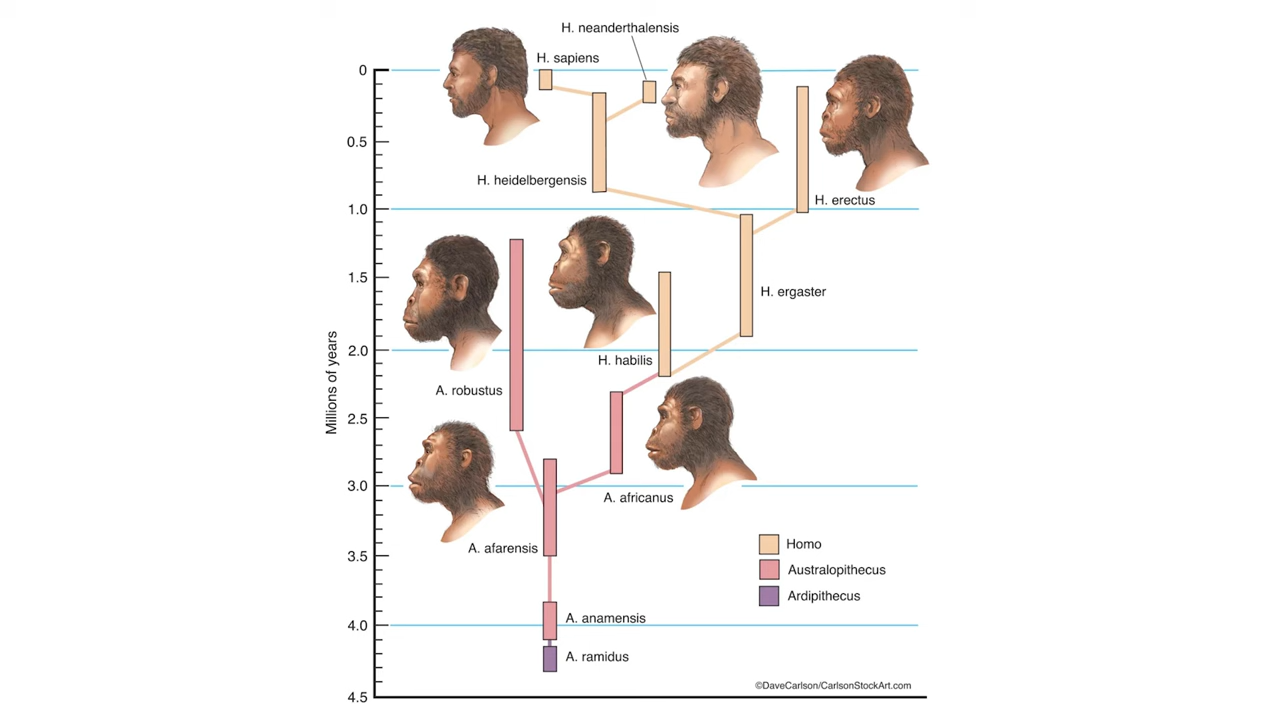 H. neanderthalensis
H. sapiens
0
0.5
H. heidelbergensis
H. erectus
1.0
1.5
H. ergaster
2.0
H. habilis
Millions of years
A. robustus
2.5
3.0
A. africanus
Homo
A. afarensis
3.5
Australopithecus
Ardipithecus
A. anamensis
4.0
A. ramidus
©DaveCarlson/CarlsonStockArt.com
4.5